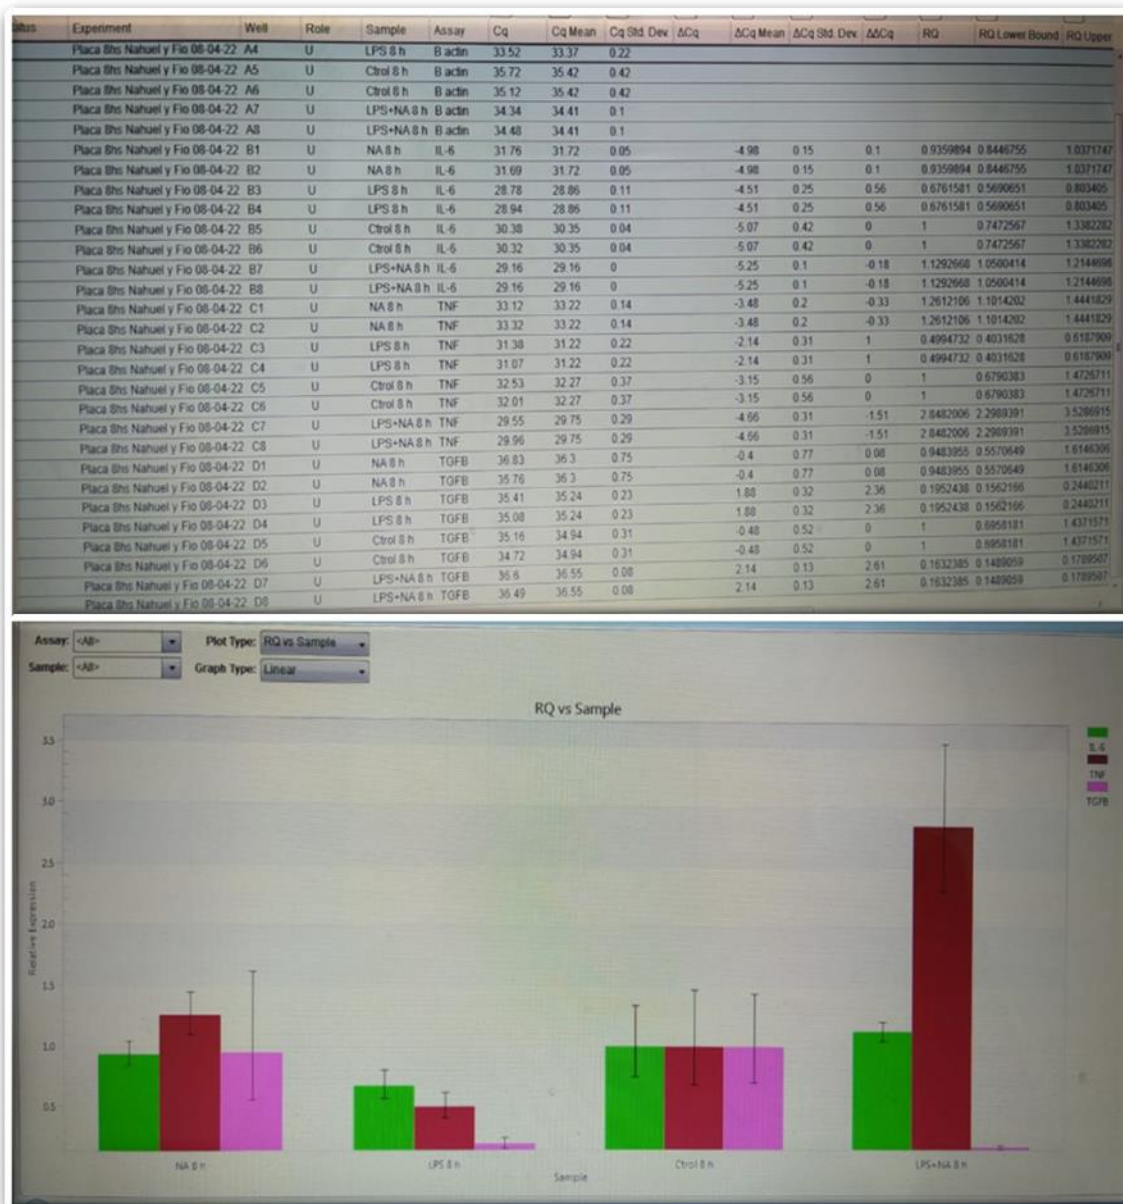 Experiment Well Role Sample Assay Cq Cq Mean Cq Std. Dev. ΔCq ΔCq Mean ΔCq Std. Dev. ΔΔCq RQ RQ Lower Bound RQ Upper
Placa 8hs Nahuel y Fio 08-04-22 A4 U LPS 8 h B actin 33.52 33.37 0.22
Placa 8hs Nahuel y Fio 08-04-22 A5 U Ctrol 8 h B actin 35.72 35.42 0.42
Placa 8hs Nahuel y Fio 08-04-22 A6 U Ctrol 8 h B actin 35.12 35.42 0.42
Placa 8hs Nahuel y Fio 08-04-22 A7 U LPS+NA 8 h B actin 34.34 34.41 0.1
Placa 8hs Nahuel y Fio 08-04-22 A8 U LPS+NA 8 h B actin 34.48 34.41 0.1
Placa 8hs Nahuel y Fio 08-04-22 B1 U NA 8 h IL-6 31.76 31.72 0.05 -4.98 0.15 0.1 0.9359894 0.8446755 1.0371747
Placa 8hs Nahuel y Fio 08-04-22 B2 U NA 8 h IL-6 31.69 31.72 0.05 -4.98 0.15 0.1 0.9359894 0.8446755 1.0371747
Placa 8hs Nahuel y Fio 08-04-22 B3 U LPS 8 h IL-6 28.78 28.86 0.11 -4.51 0.25 0.56 0.6761581 0.5690651 0.803405
Placa 8hs Nahuel y Fio 08-04-22 B4 U LPS 8 h IL-6 28.94 28.86 0.11 -4.51 0.25 0.56 0.6761581 0.5690651 0.803405
Placa 8hs Nahuel y Fio 08-04-22 B5 U Ctrol 8 h IL-6 30.38 30.35 0.04 -5.07 0.42 0 1 0.7472567 1.3382282
Placa 8hs Nahuel y Fio 08-04-22 B6 U Ctrol 8 h IL-6 30.32 30.35 0.04 -5.07 0.42 0 1 0.7472567 1.3382282
Placa 8hs Nahuel y Fio 08-04-22 B7 U LPS+NA 8 h IL-6 29.16 29.16 0 -5.25 0.1 -0.18 1.1292668 1.0500414 1.2144698
Placa 8hs Nahuel y Fio 08-04-22 B8 U LPS+NA 8 h IL-6 29.16 29.16 0 -5.25 0.1 -0.18 1.1292668 1.0500414 1.2144698
Placa 8hs Nahuel y Fio 08-04-22 C1 U NA 8 h TNF 33.12 33.22 0.14 -3.48 0.2 -0.33 1.2612106 1.1014202 1.4441829
Placa 8hs Nahuel y Fio 08-04-22 C2 U NA 8 h TNF 33.32 33.22 0.14 -3.48 0.2 -0.33 1.2612106 1.1014202 1.4441829
Placa 8hs Nahuel y Fio 08-04-22 C3 U LPS 8 h TNF 31.38 31.22 0.22 -2.14 0.31 1 0.4994732 0.4031628 0.6187909
Placa 8hs Nahuel y Fio 08-04-22 C4 U LPS 8 h TNF 31.07 31.22 0.22 -2.14 0.31 1 0.4994732 0.4031628 0.6187909
Placa 8hs Nahuel y Fio 08-04-22 C5 U Ctrol 8 h TNF 32.53 32.27 0.37 -3.15 0.56 0 1 0.6790383 1.4726711
Placa 8hs Nahuel y Fio 08-04-22 C6 U Ctrol 8 h TNF 32.01 32.27 0.37 -3.15 0.56 0 1 0.6790383 1.4726711
Placa 8hs Nahuel y Fio 08-04-22 C7 U LPS+NA 8 h TNF 29.55 29.75 0.29 -4.66 0.31 -1.51 2.8482006 2.2989391 3.5286915
Placa 8hs Nahuel y Fio 08-04-22 C8 U LPS+NA 8 h TNF 29.96 29.75 0.29 -4.66 0.31 -1.51 2.8482006 2.2989391 3.5286915
Placa 8hs Nahuel y Fio 08-04-22 D1 U NA 8 h TGFB 36.83 36.3 0.75 -0.4 0.77 0.08 0.9483955 0.5570649 1.6146306
Placa 8hs Nahuel y Fio 08-04-22 D2 U NA 8 h TGFB 35.76 36.3 0.75 -0.4 0.77 0.08 0.9483955 0.5570649 1.6146306
Placa 8hs Nahuel y Fio 08-04-22 D3 U LPS 8 h TGFB 35.41 35.24 0.23 1.88 0.32 2.36 0.1952438 0.1562166 0.2440211
Placa 8hs Nahuel y Fio 08-04-22 D4 U LPS 8 h TGFB 35.08 35.24 0.23 1.88 0.32 2.36 0.1952438 0.1562166 0.2440211
Placa 8hs Nahuel y Fio 08-04-22 D5 U Ctrol 8 h TGFB 35.16 34.94 0.31 -0.48 0.52 0 1 0.6958181 1.4371571
Placa 8hs Nahuel y Fio 08-04-22 D6 U Ctrol 8 h TGFB 34.72 34.94 0.31 -0.48 0.52 0 1 0.6958181 1.4371571
Placa 8hs Nahuel y Fio 08-04-22 D7 U LPS+NA 8 h TGFB 36.6 36.55 0.08 2.14 0.13 2.61 0.1632385 0.1489059 0.1789507
Placa 8hs Nahuel y Fio 08-04-22 D8 U LPS+NA 8 h TGFB 36.49 36.55 0.08 2.14 0.13 2.61 0.1632385 0.1489059 0.1789507
Assay: <All> Plot Type: RQ vs Sample
Sample: <All> Graph Type: Linear
RQ vs Sample
IL-6
TNF
TGFB
3.5
3.0
2.5
2.0
1.5
1.0
0.5
Relative Expression
NA 8 h LPS 8 h Ctrol 8 h LPS+NA 8 h
Sample